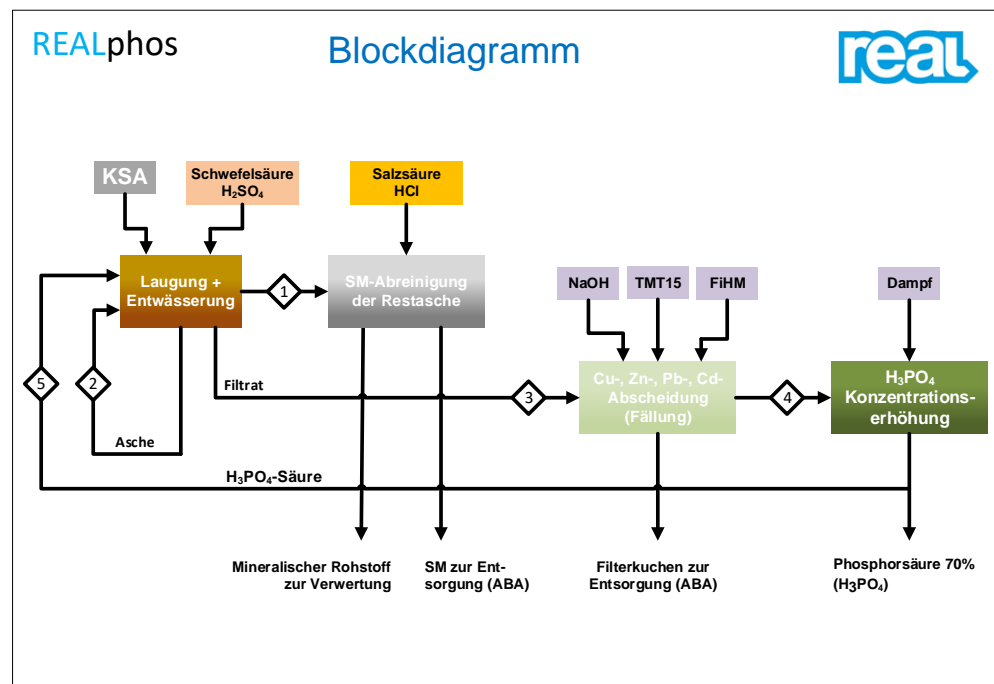 REALphos
Blockdiagramm
real
KSA
Schwefelsäure
H₂SO₄
Salzsäure
HCl
Laugung +
Entwässerung
1
SM-Abreinigung
der Restasche
NaOH
TMT15
FiHM
Dampf
5
2
Filtrat
3
Cu-, Zn-, Pb-, Cd-
Abscheidung
(Fällung)
4
H₃PO₄
Konzentrations-
erhöhung
Asche
H₃PO₄-Säure
Mineralischer Rohstoff
zur Verwertung
SM zur Ent-
sorgung (ABA)
Filterkuchen zur
Entsorgung (ABA)
Phosphorsäure 70%
(H₃PO₄)